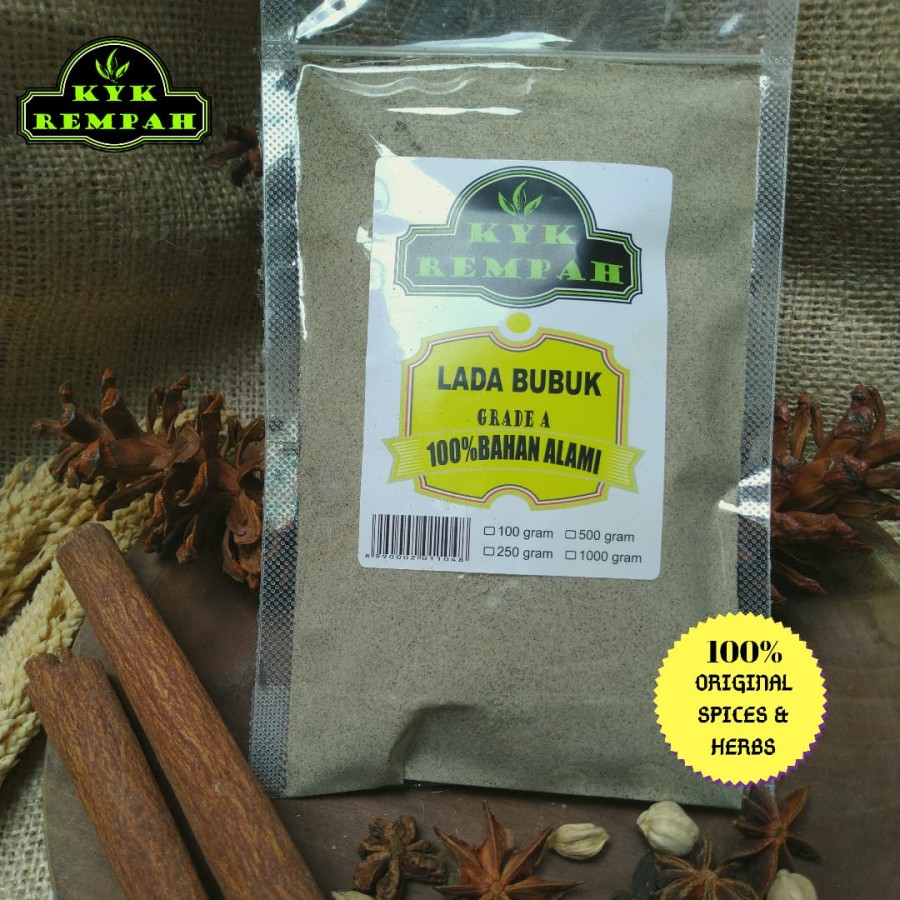 KYK
REMPAH
KYK
REMPAH
LADA BUBUK
GRADE A
100%BAHAN ALAMI
100 gram
500 gram
250 gram
1000 gram
8990002011048
100%
ORIGINAL
SPICES &
HERBS